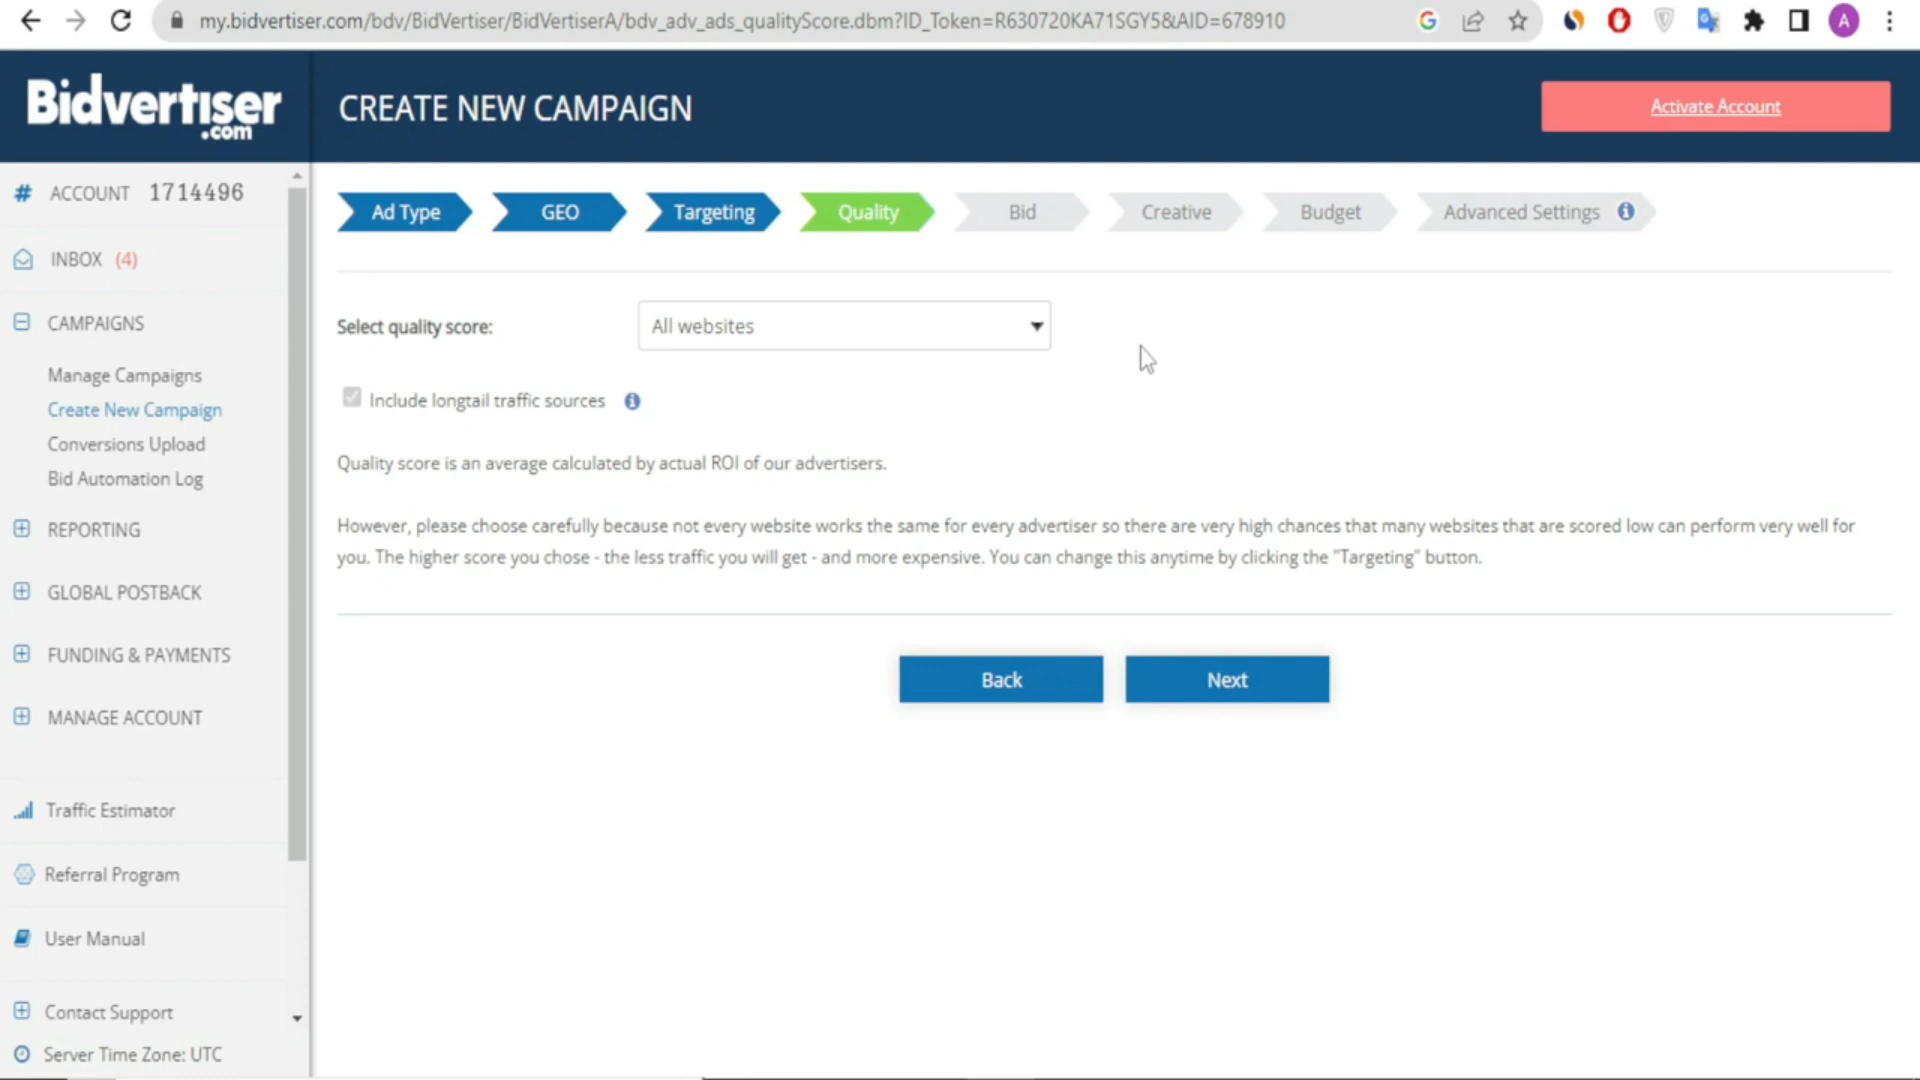 my.bidvertiser.com/bdv/BidVertiser/BidVertiserA/bdv_adv_ads_qualityScore.dbm?ID_Token=R630720KA71SGY5&AID=678910
A
Bidvertiser
.com
CREATE NEW CAMPAIGN
Activate Account
# ACCOUNT 1714496
INBOX (4)
CAMPAIGNS
Manage Campaigns
Create New Campaign
Conversions Upload
Bid Automation Log
REPORTING
GLOBAL POSTBACK
FUNDING & PAYMENTS
MANAGE ACCOUNT
Traffic Estimator
Referral Program
User Manual
Contact Support
Server Time Zone: UTC
Ad Type
GEO
Targeting
Quality
Bid
Creative
Budget
Advanced Settings
Select quality score:
All websites
Include longtail traffic sources
Quality score is an average calculated by actual ROI of our advertisers.
However, please choose carefully because not every website works the same for every advertiser so there are very high chances that many websites that are scored low can perform very well for
you. The higher score you chose - the less traffic you will get - and more expensive. You can change this anytime by clicking the "Targeting" button.
Back
Next